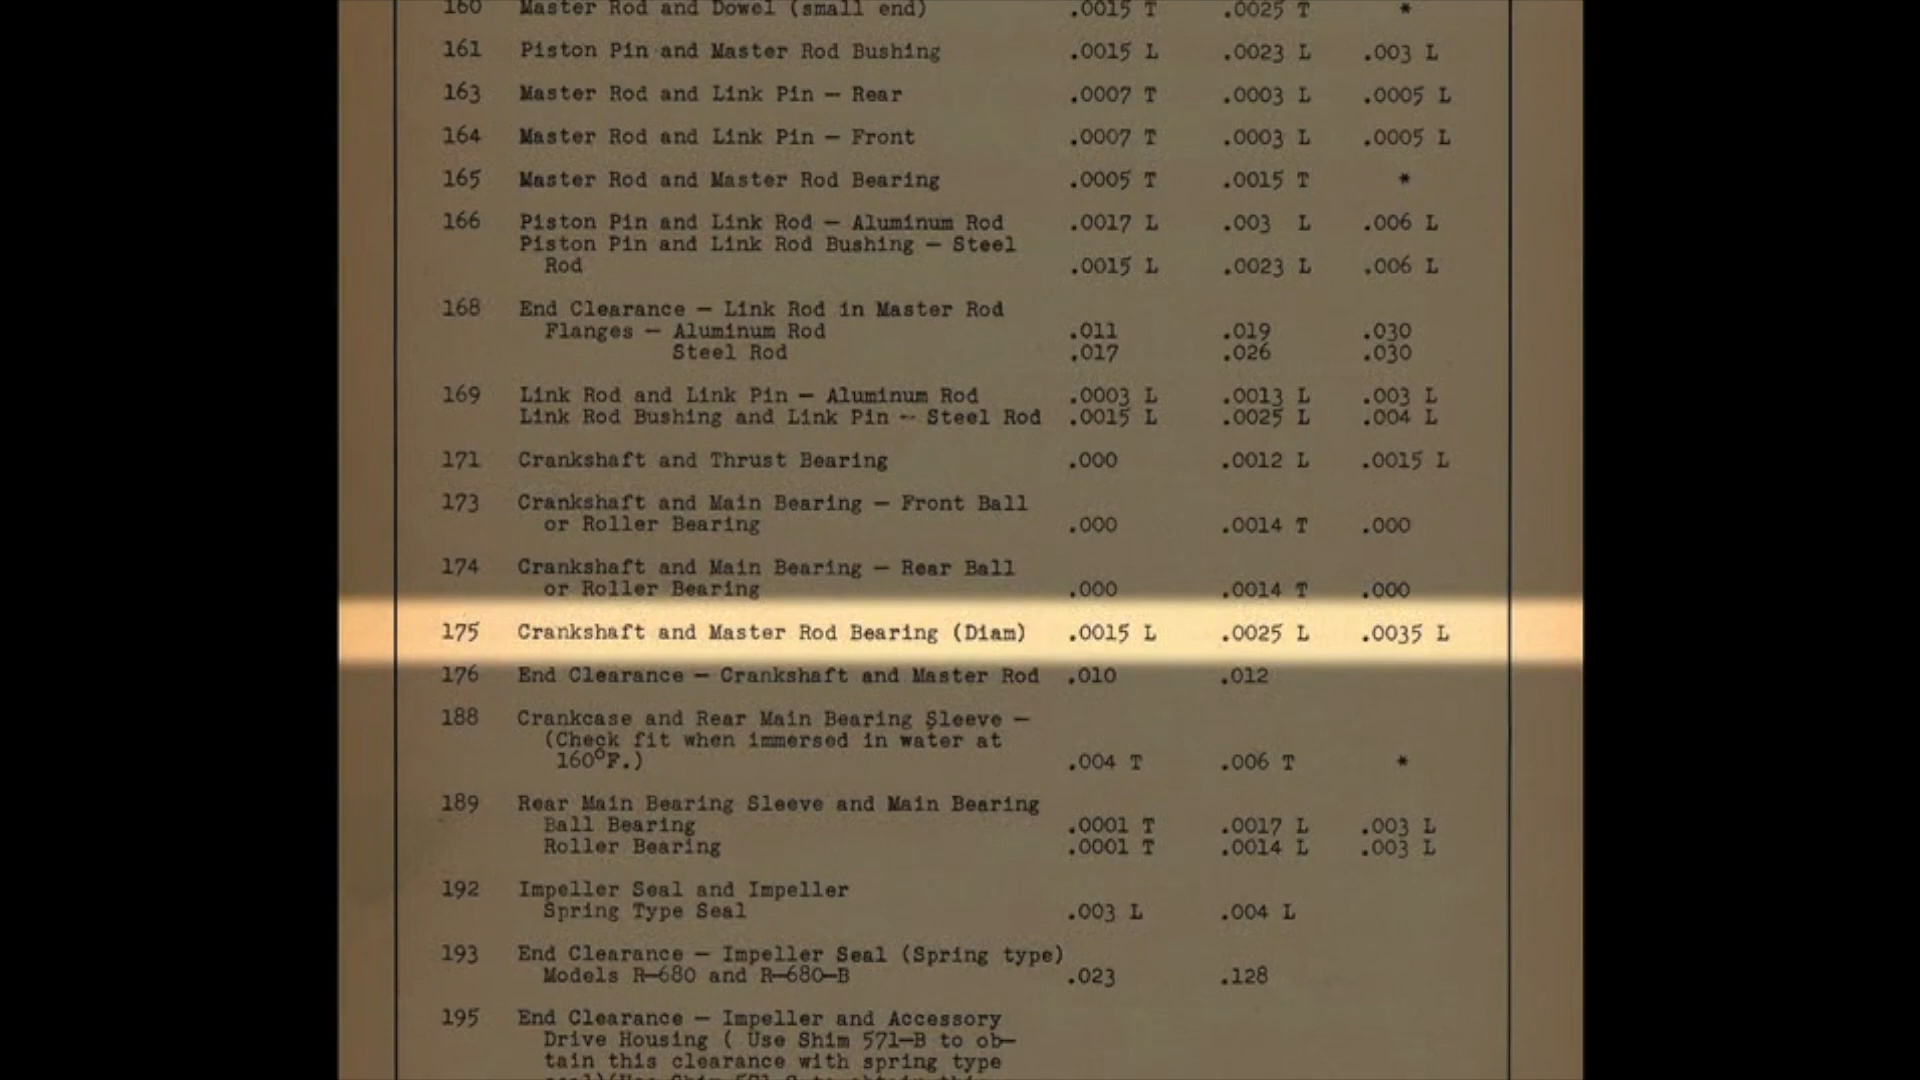 160 Master Rod and Dowel (small end) .0015 T .0025 T *
161 Piston Pin and Master Rod Bushing .0015 L .0023 L .003 L
163 Master Rod and Link Pin — Rear .0007 T .0003 L .0005 L
164 Master Rod and Link Pin — Front .0007 T .0003 L .0005 L
165 Master Rod and Master Rod Bearing .0005 T .0015 T *
166 Piston Pin and Link Rod — Aluminum Rod .0017 L .003 L .006 L
Piston Pin and Link Rod Bushing — Steel
Rod .0015 L .0023 L .006 L
168 End Clearance — Link Rod in Master Rod
Flanges — Aluminum Rod .011 .019 .030
Steel Rod .017 .026 .030
169 Link Rod and Link Pin — Aluminum Rod .0003 L .0013 L .003 L
Link Rod Bushing and Link Pin — Steel Rod .0015 L .0025 L .004 L
171 Crankshaft and Thrust Bearing .000 .0012 L .0015 L
173 Crankshaft and Main Bearing — Front Ball
or Roller Bearing .000 .0014 T .000
174 Crankshaft and Main Bearing — Rear Ball
or Roller Bearing .000 .0014 T .000
175 Crankshaft and Master Rod Bearing (Diam) .0015 L .0025 L .0035 L
176 End Clearance — Crankshaft and Master Rod .010 .012
188 Crankcase and Rear Main Bearing Sleeve —
(Check fit when immersed in water at
160°F.) .004 T .006 T *
189 Rear Main Bearing Sleeve and Main Bearing
Ball Bearing .0001 T .0017 L .003 L
Roller Bearing .0001 T .0014 L .003 L
192 Impeller Seal and Impeller
Spring Type Seal .003 L .004 L
193 End Clearance — Impeller Seal (Spring type)
Models R—680 and R—680—B .023 .128
195 End Clearance — Impeller and Accessory
Drive Housing ( Use Shim 571—B to ob—
tain this clearance with spring type